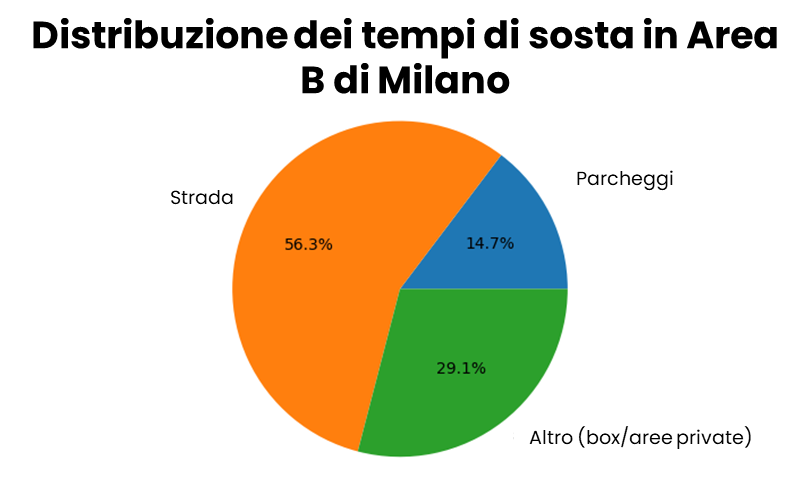 Distribuzione dei tempi di sosta in Area
B di Milano
Parcheggi
Strada
56.3%
14.7%
29.1%
Altro (box/aree private)